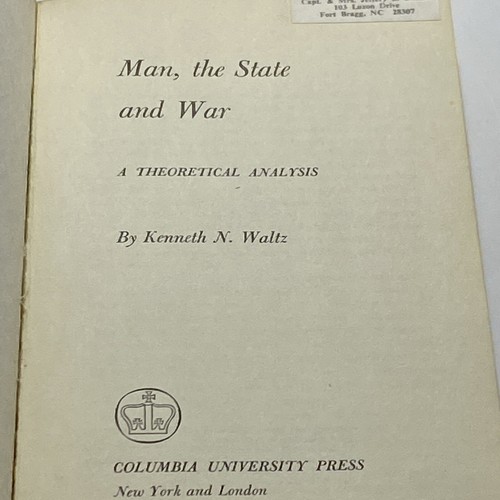 Capt. & Mrs.
103 Luzon Drive
Fort Bragg, NC 28307
Man, the State
and War
A THEORETICAL ANALYSIS
By Kenneth N. Waltz
COLUMBIA UNIVERSITY PRESS
New York and London